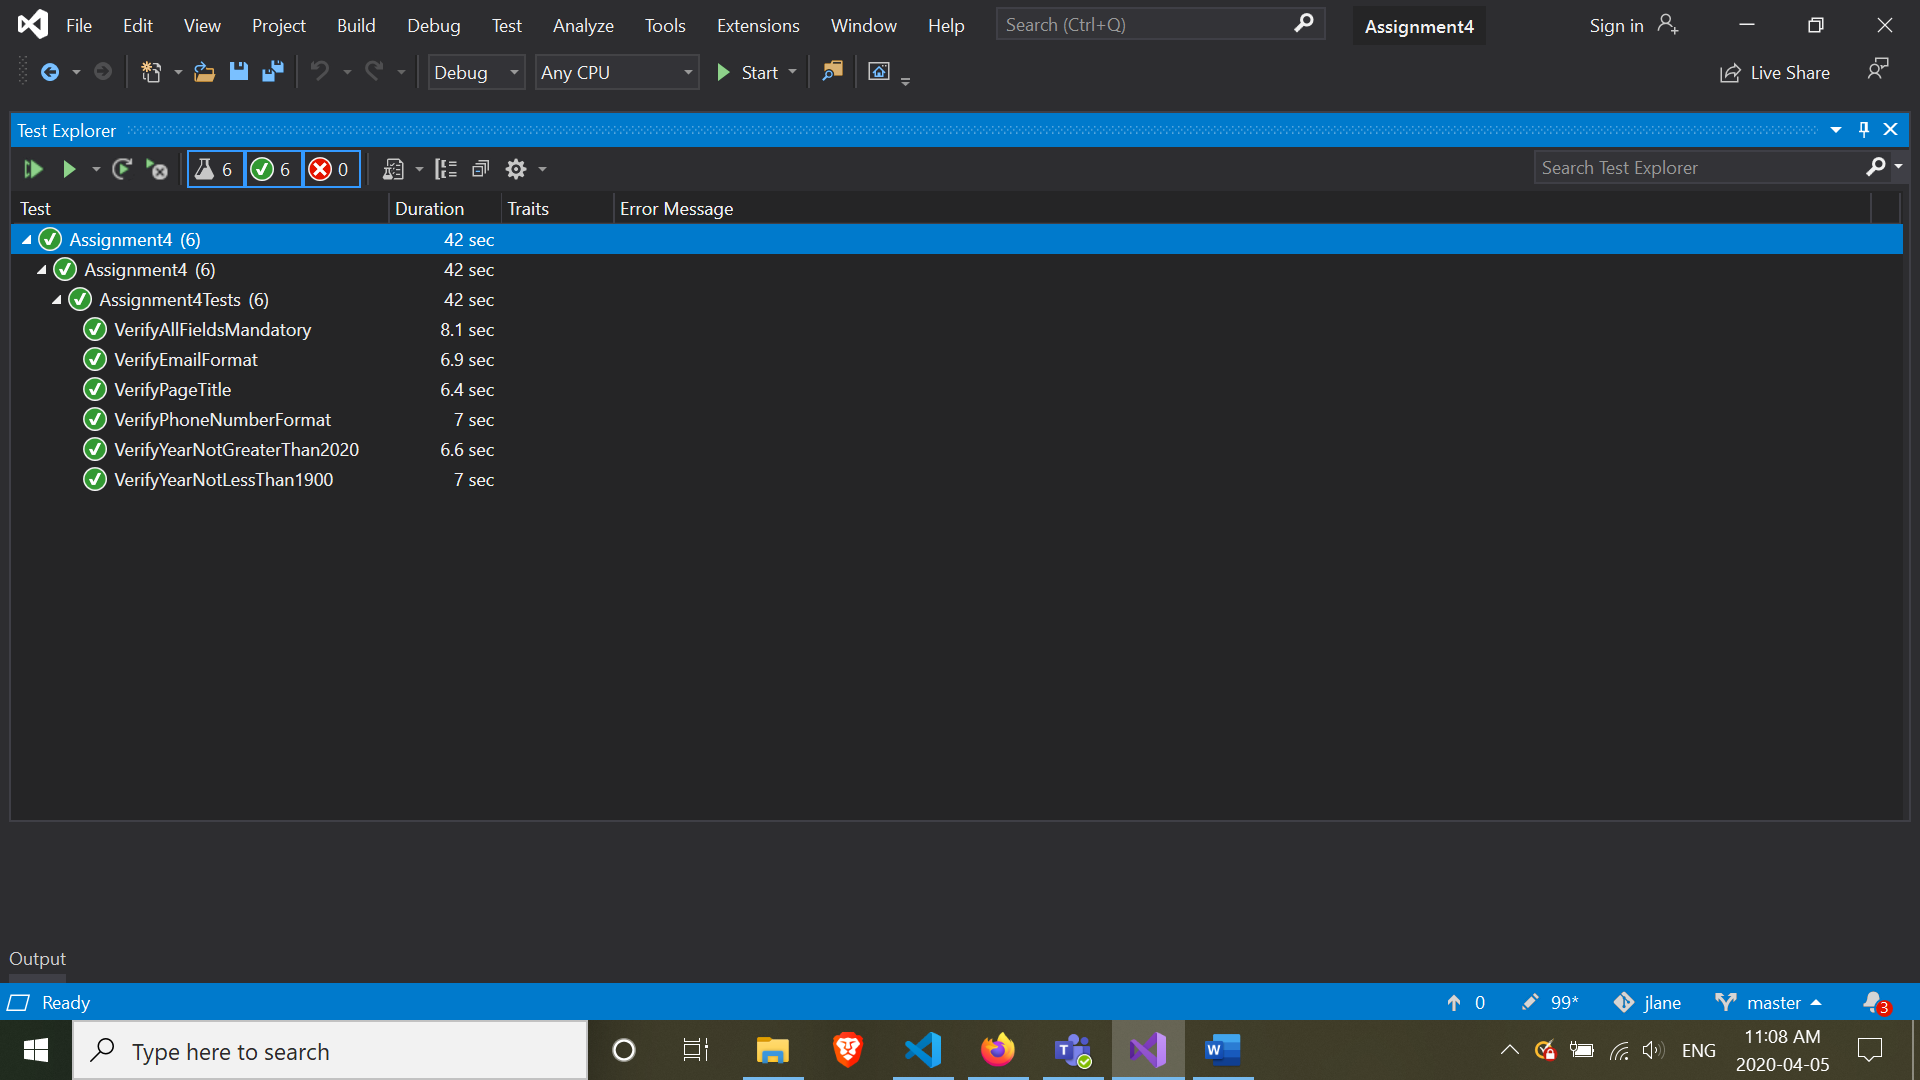 File Edit View Project Build Debug Test Analyze Tools Extensions Window Help Search (Ctrl+Q) Assignment4 Sign in
Debug Any CPU Start Live Share
Test Explorer
6 6 0 Search Test Explorer
Test Duration Traits Error Message
Assignment4 (6) 42 sec
Assignment4 (6) 42 sec
Assignment4Tests (6) 42 sec
VerifyAllFieldsMandatory 8.1 sec
VerifyEmailFormat 6.9 sec
VerifyPageTitle 6.4 sec
VerifyPhoneNumberFormat 7 sec
VerifyYearNotGreaterThan2020 6.6 sec
VerifyYearNotLessThan1900 7 sec
Output
Ready 0 99* jlane master 3
Type here to search T W ENG 11:08 AM
2020-04-05